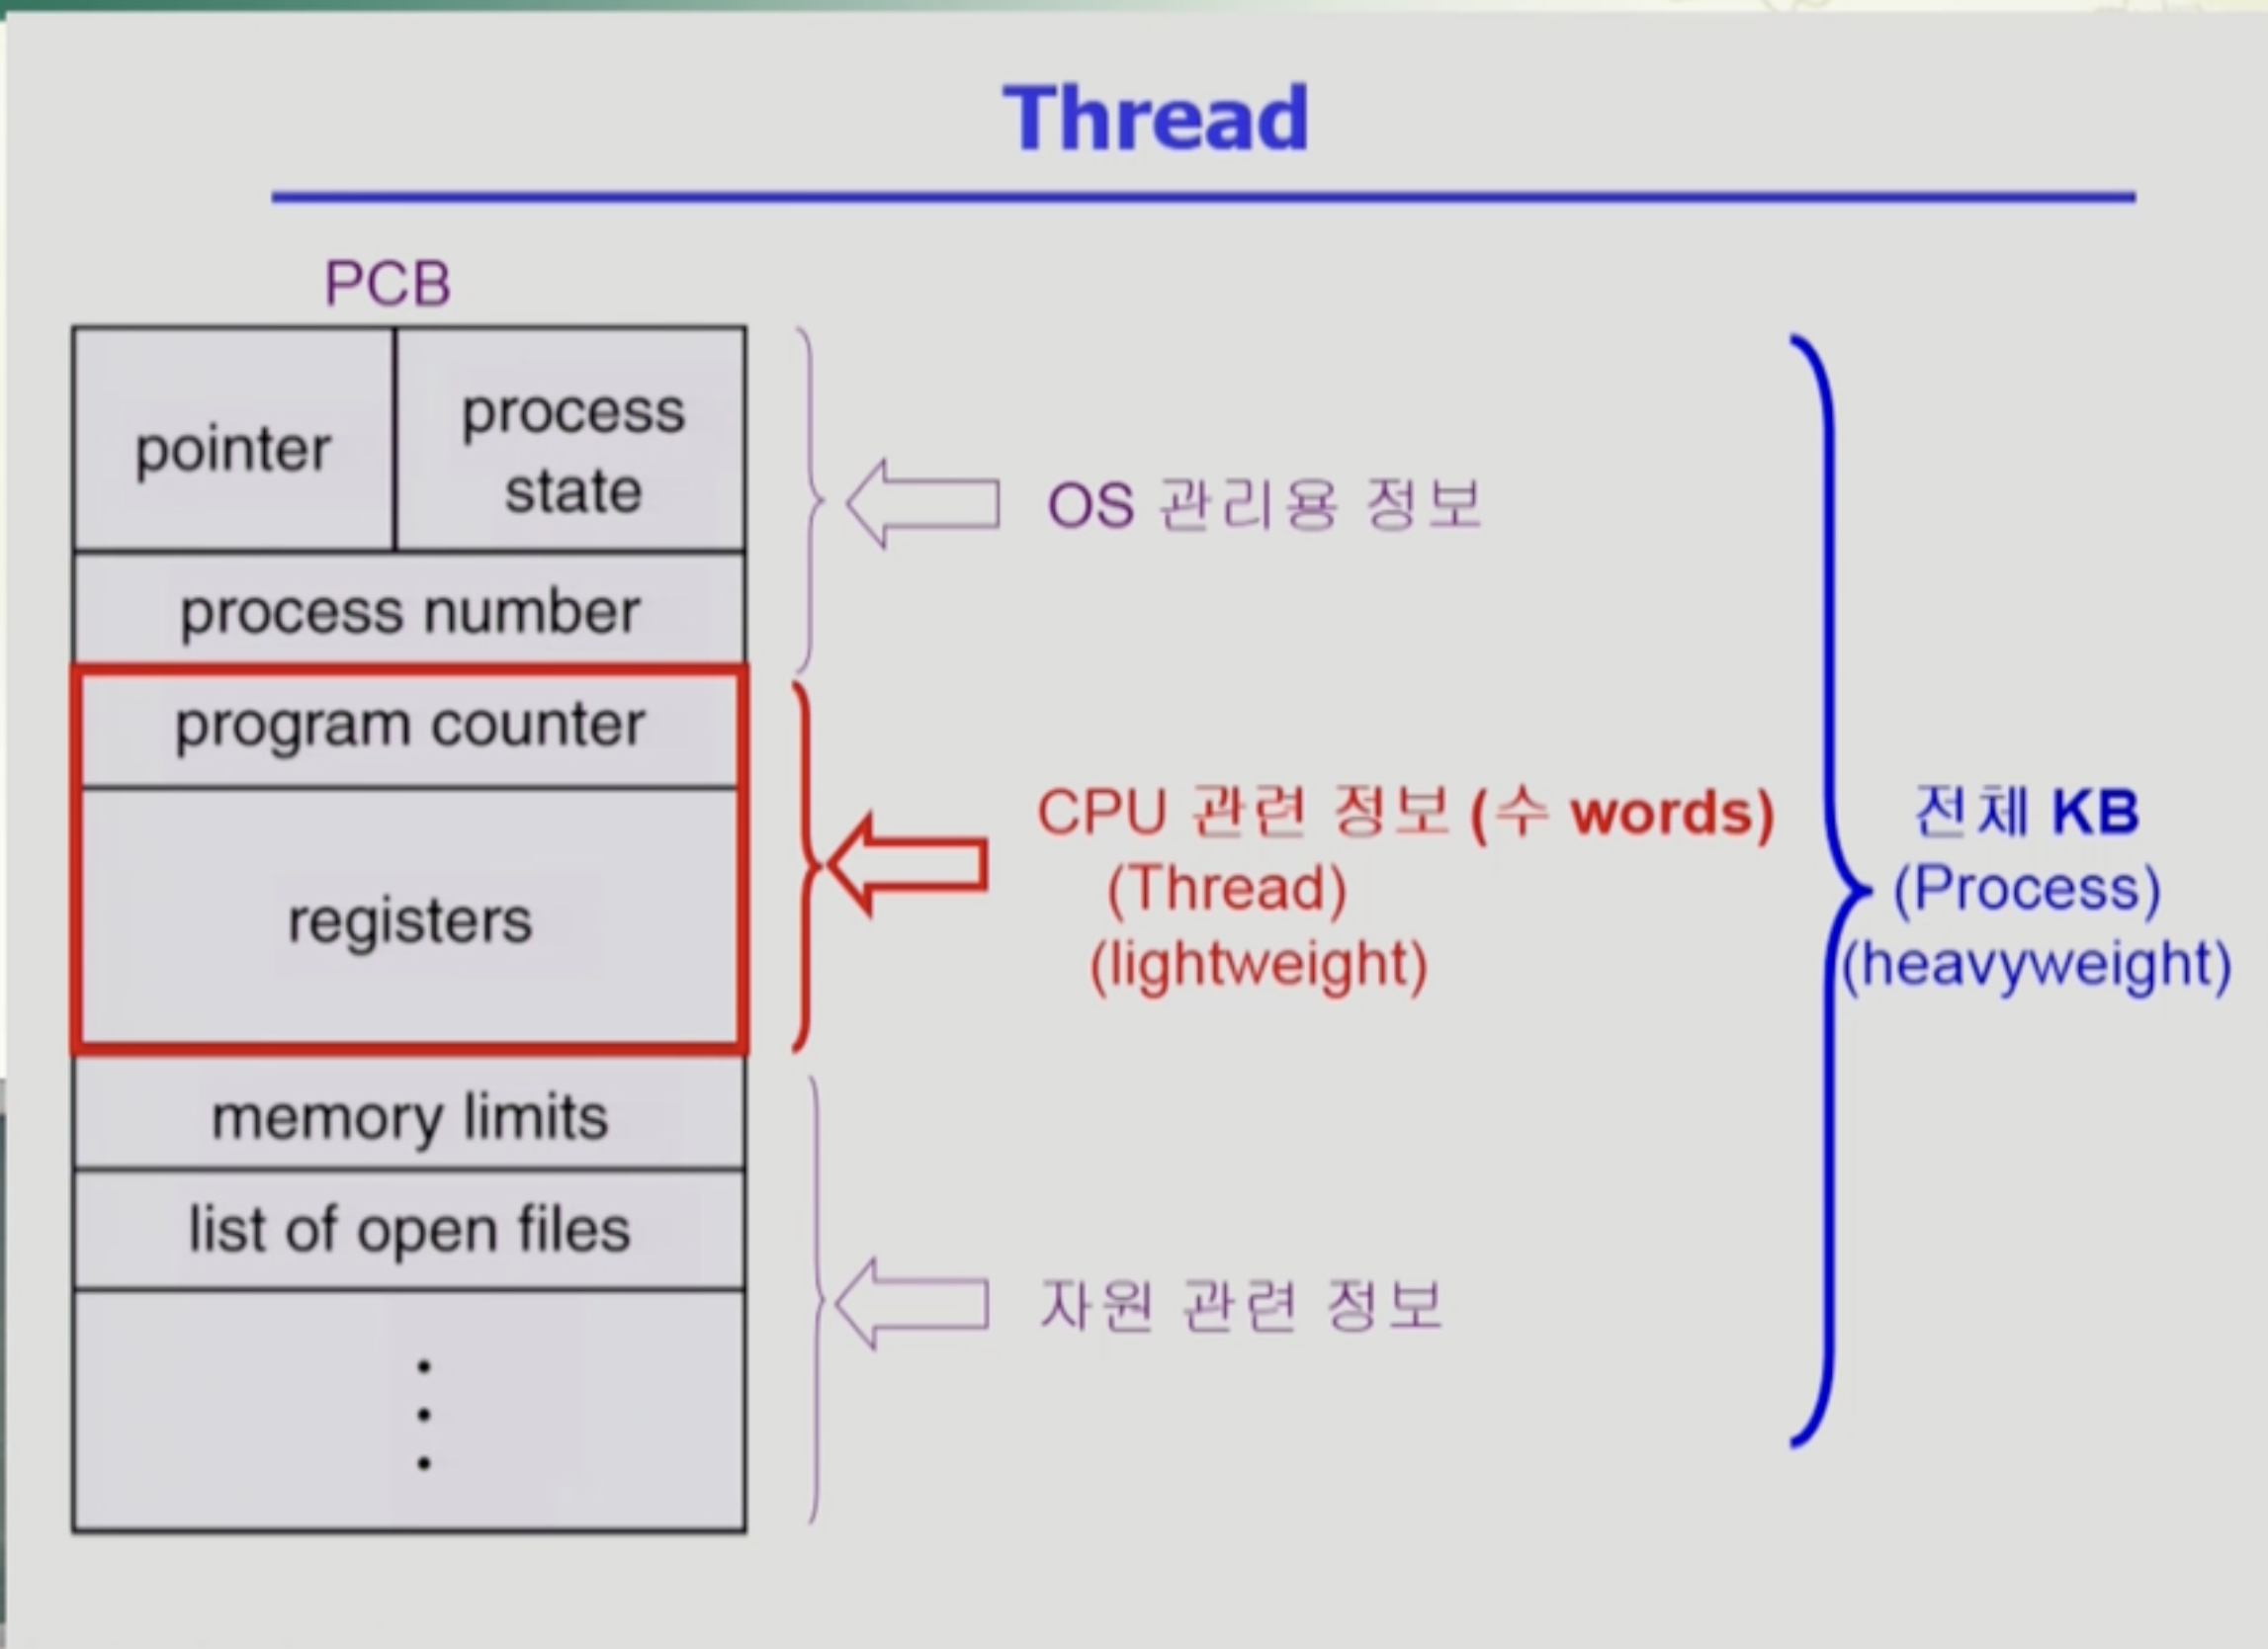 Thread
PCB
pointer
process
state
process number
program counter
registers
memory limits
list of open files
OS 관리용 정보
CPU 관련 정보 (수 words)
(Thread)
(lightweight)
자원 관련 정보
전체 KB
(Process)
(heavyweight)